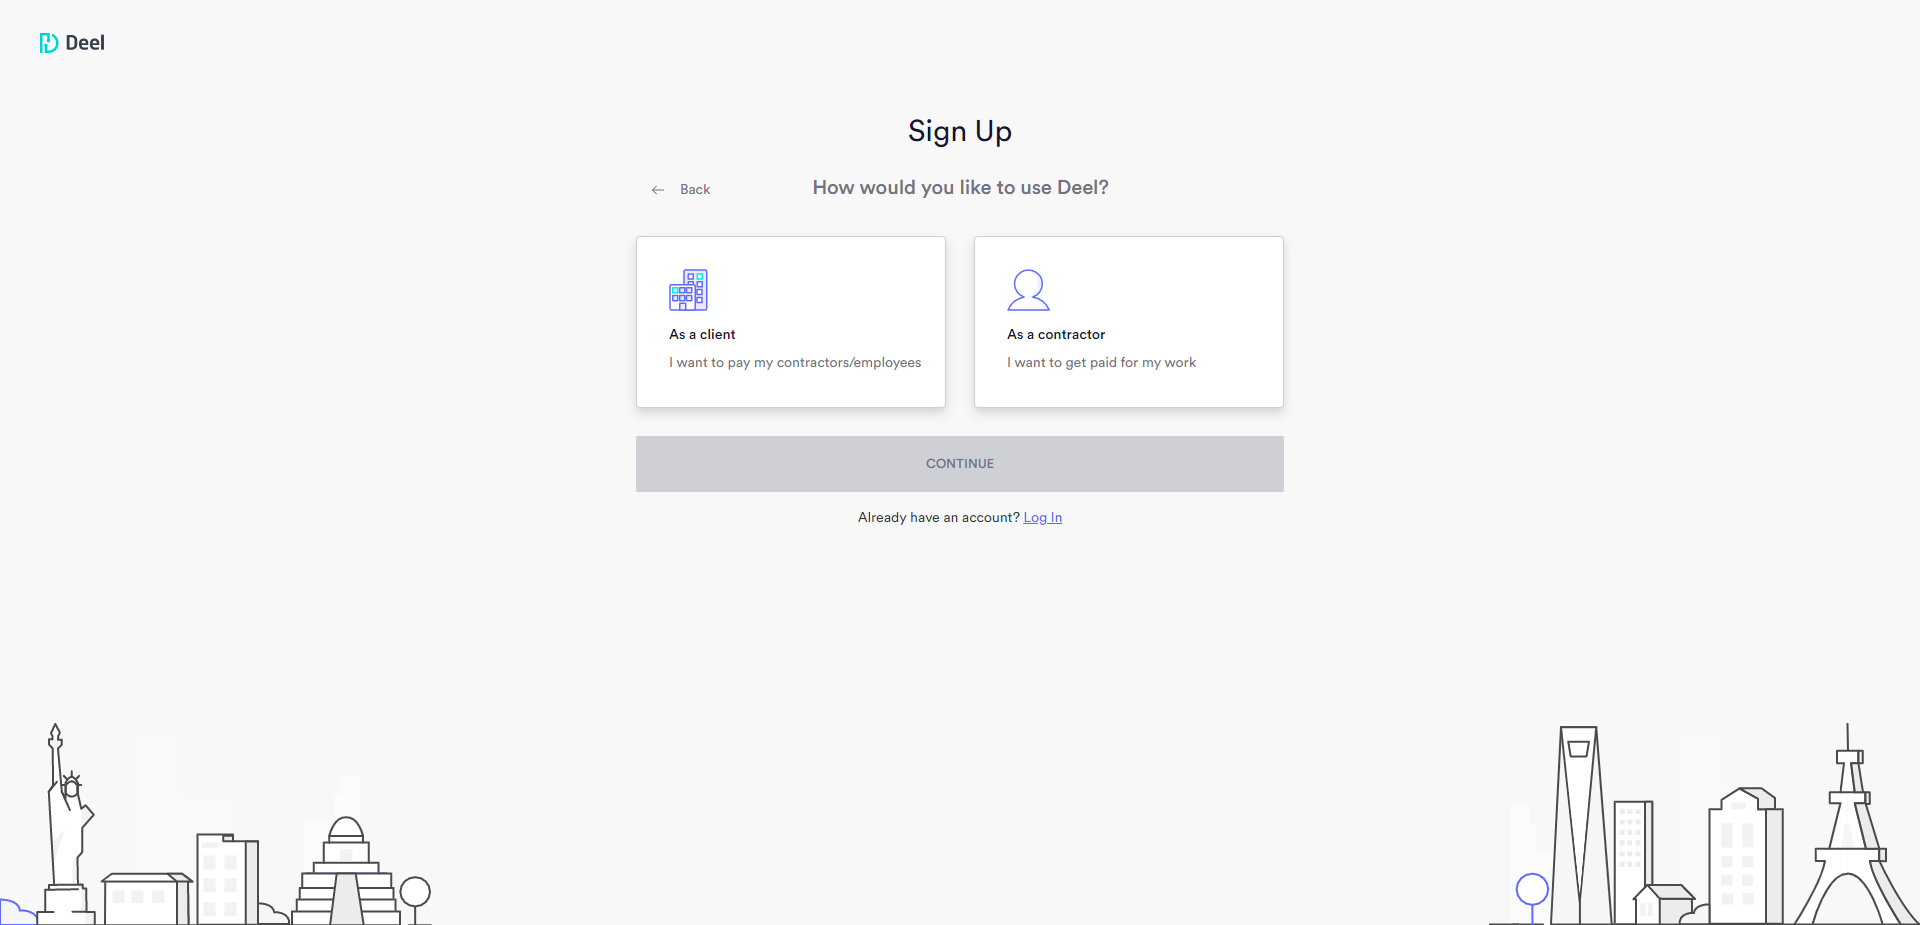 Deel
Sign Up
Back
How would you like to use Deel?
As a client
I want to pay my contractors/employees
As a contractor
I want to get paid for my work
CONTINUE
Already have an account? Log In